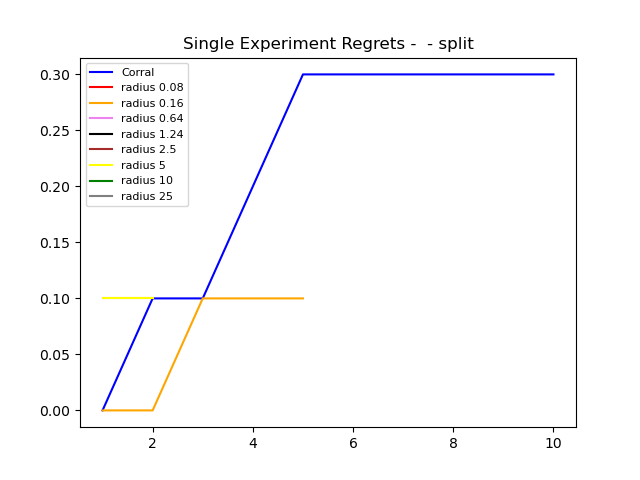 Single Experiment Regrets -  - split
0.30
0.25
0.20
0.15
0.10
0.05
0.00
Corral
radius 0.08
radius 0.16
radius 0.64
radius 1.24
radius 2.5
radius 5
radius 10
radius 25
2 4 6 8 10